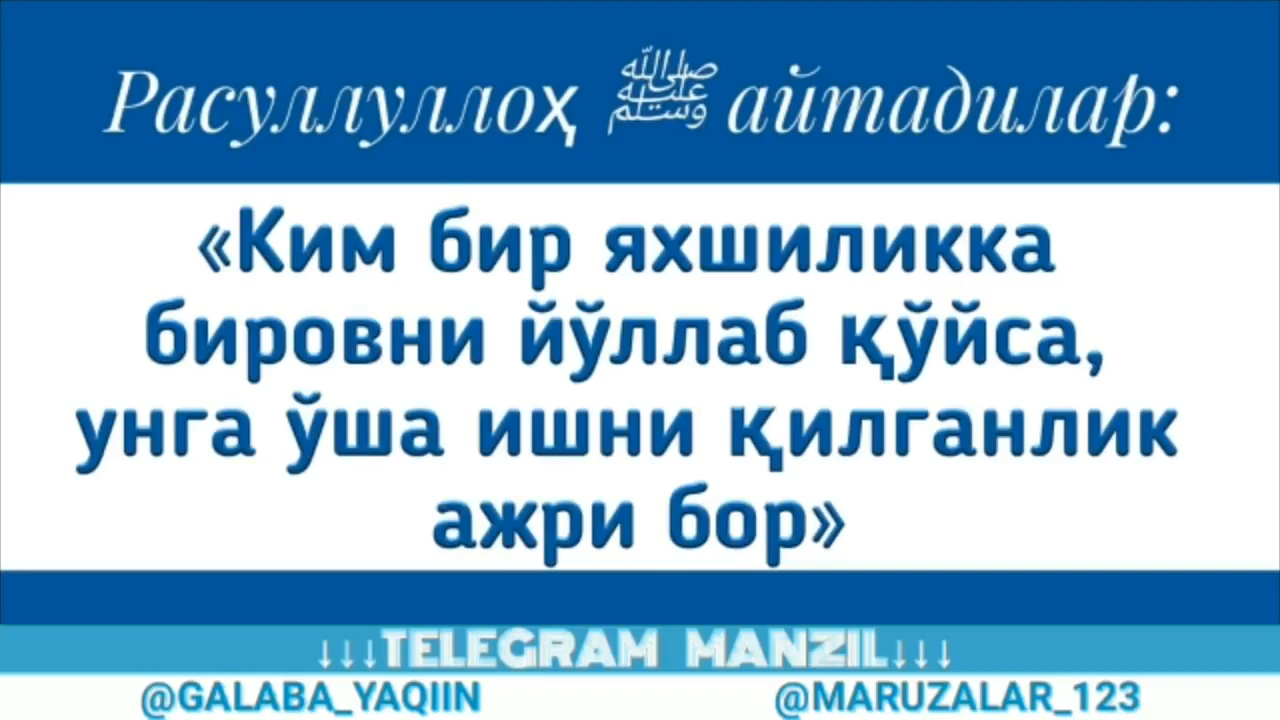 Расуллуллоҳ ﷺ айтадилар:
«Ким бир яхшиликка
бировни йўллаб қўйса,
унга ўша ишни қилганлик
ажри бор»
↓↓↓TELEGRAM MANZIL↓↓↓
@GALABA_YAQIIN @MARUZALAR_123